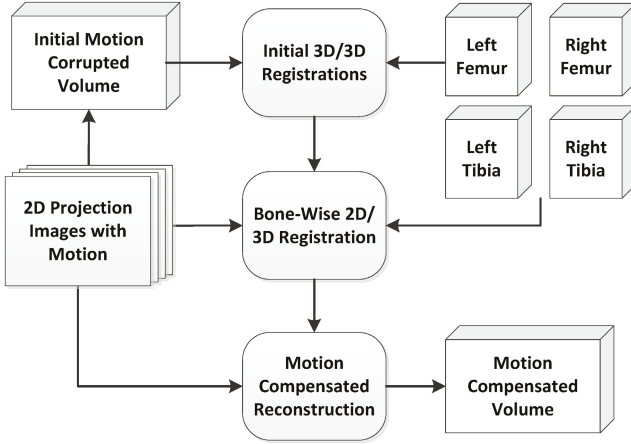 Initial Motion
Corrupted
Volume
Initial 3D/3D
Registrations
Left
Femur
Right
Femur
Left
Tibia
Right
Tibia
2D Projection
Images with
Motion
Bone-Wise 2D/
3D Registration
Motion
Compensated
Reconstruction
Motion
Compensated
Volume